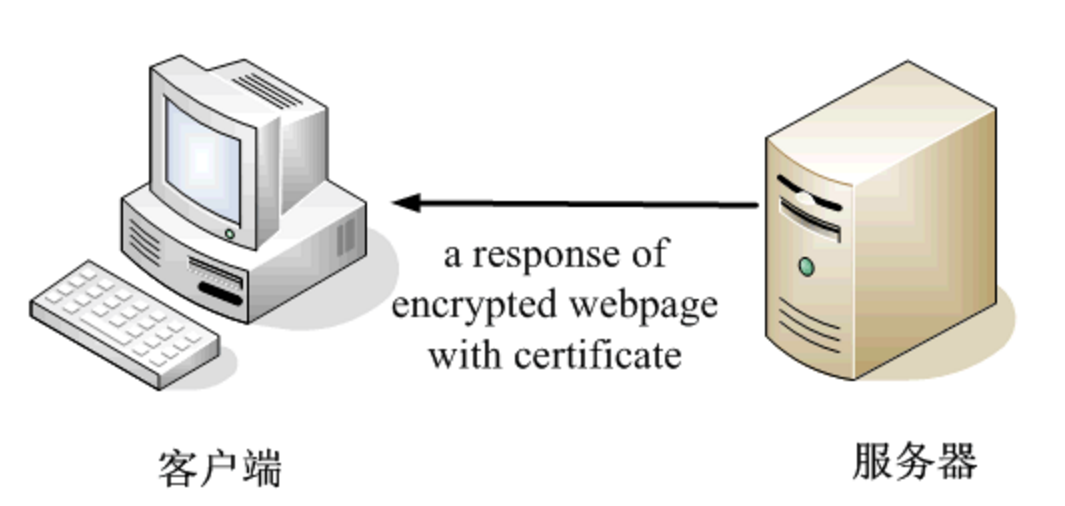 a response of
encrypted webpage
with certificate
客户端
服务器